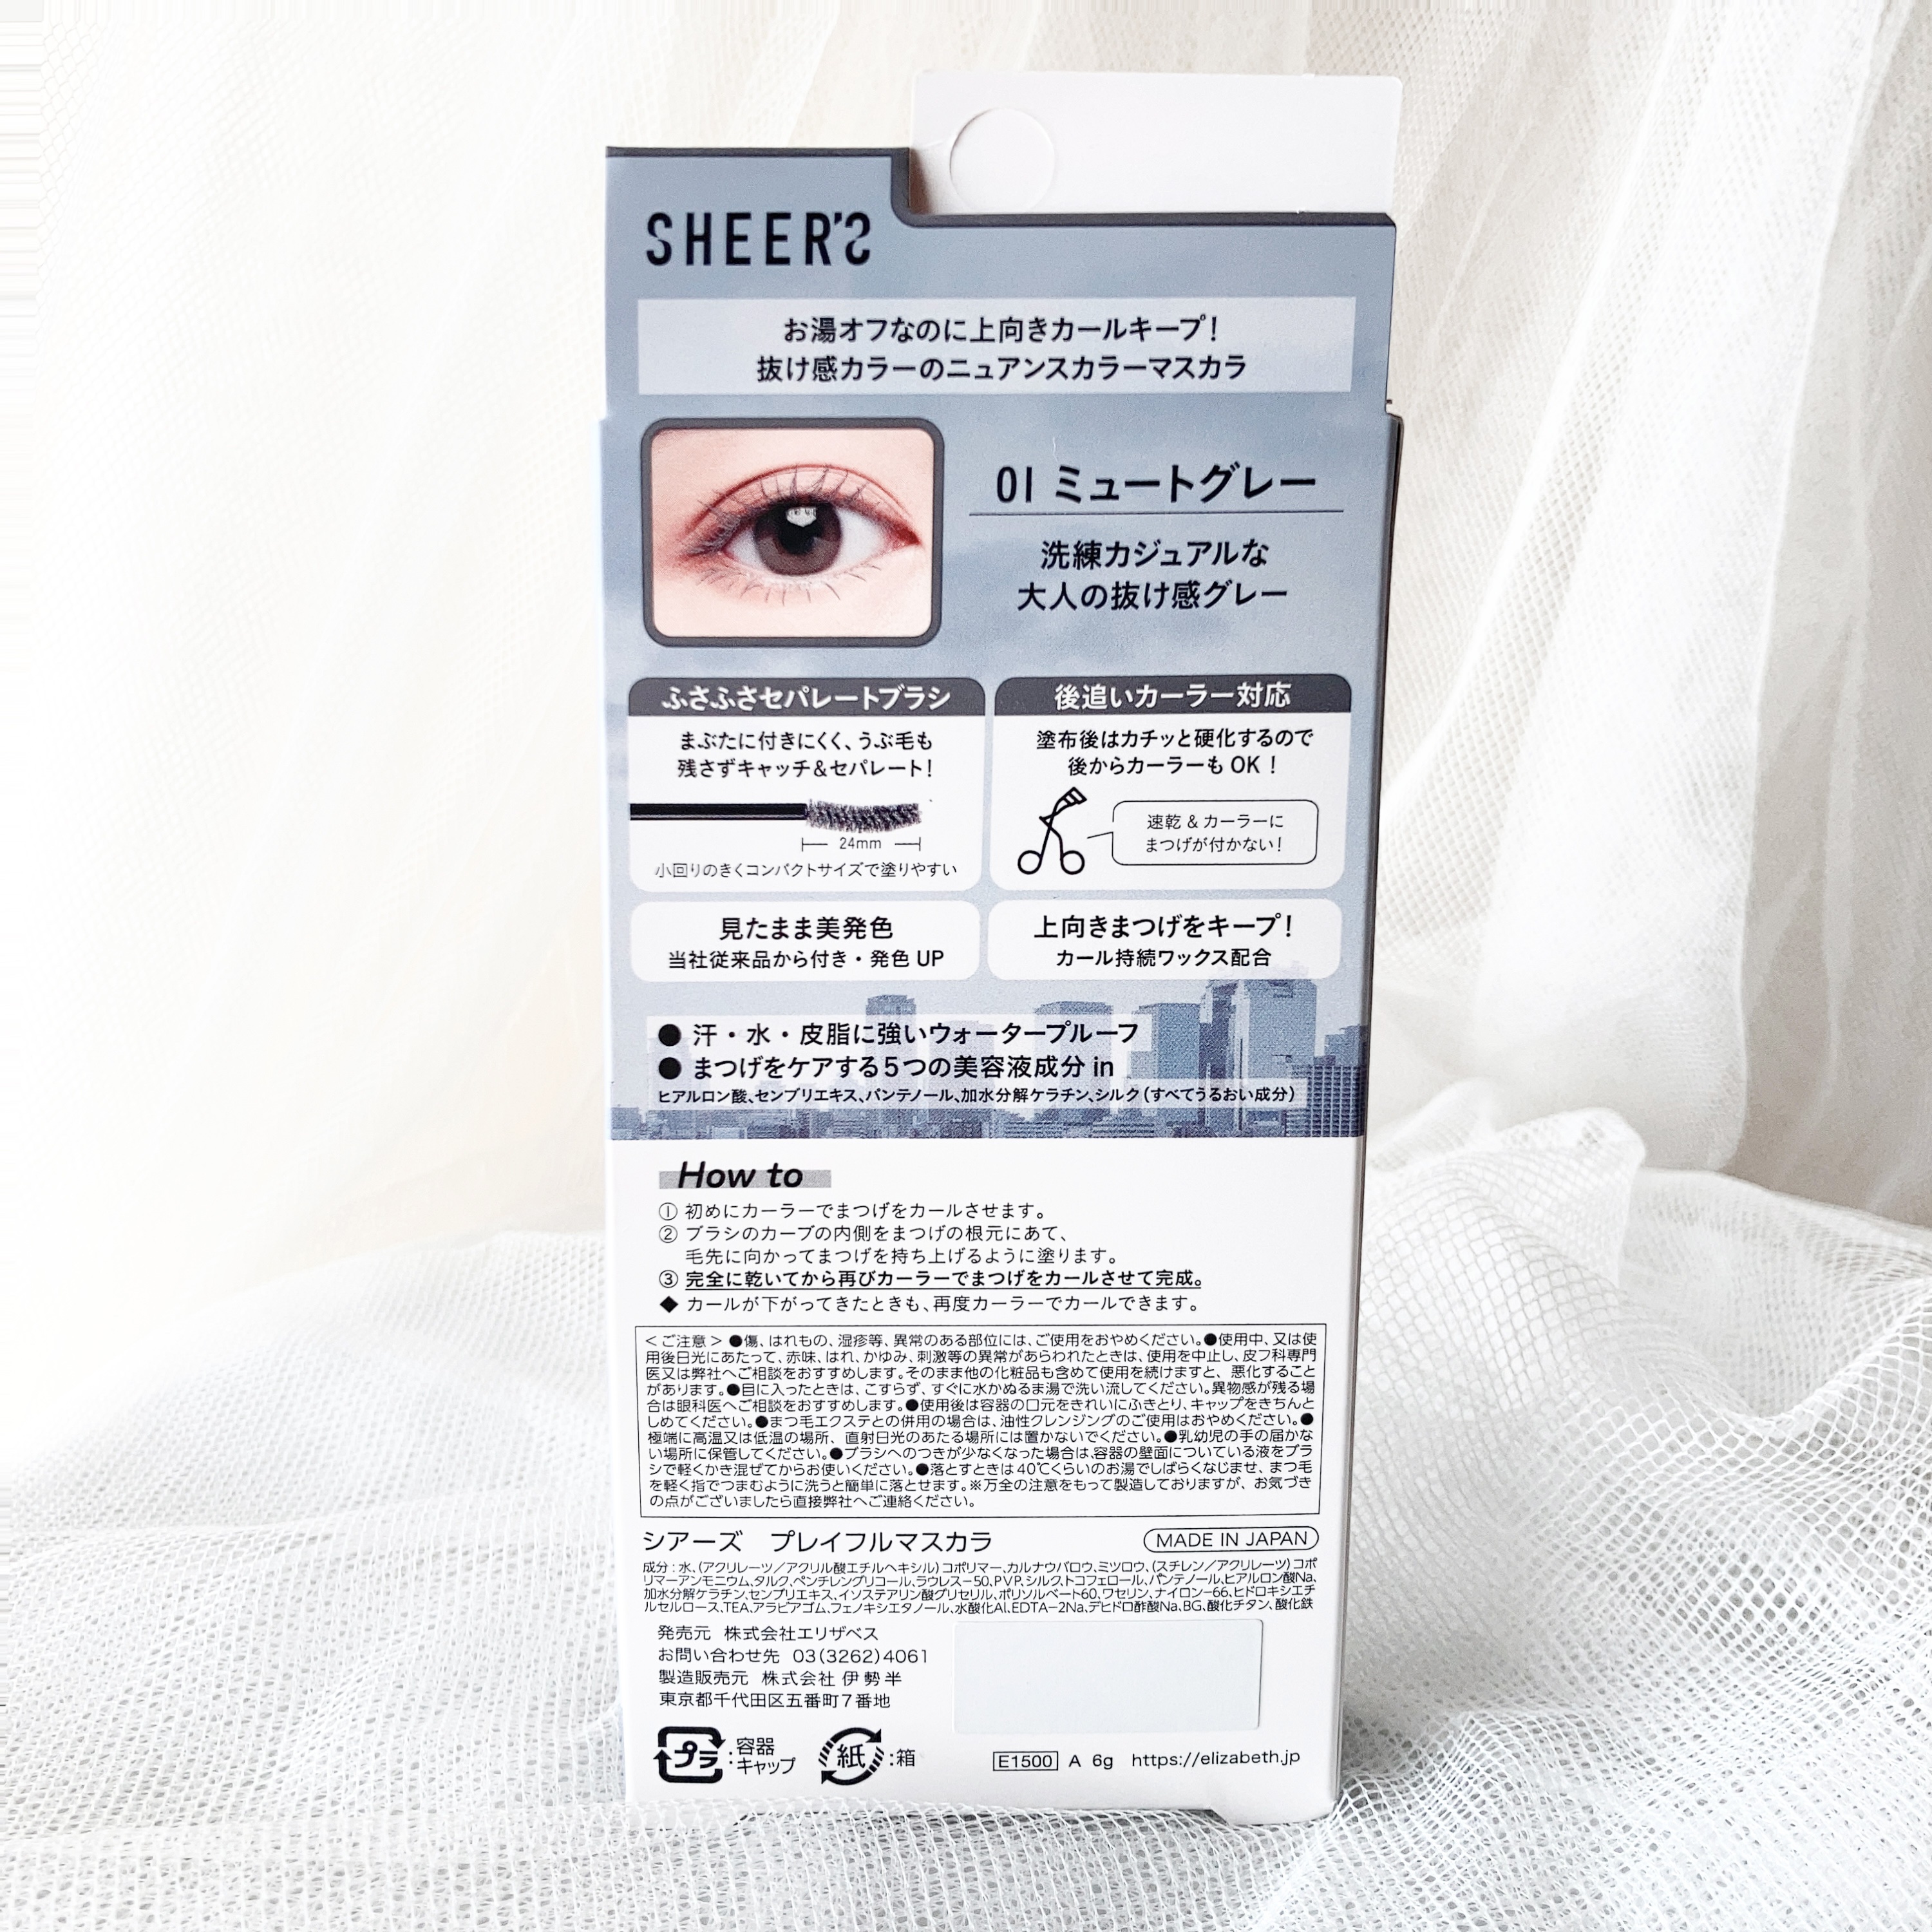 SHEER'S
お湯オフなのに上向きカールキープ!
抜け感カラーのニュアンスカラーマスカラ
01 ミュートグレー
洗練カジュアルな
大人の抜け感グレー
ふさふさセパレートブラシ
まぶたに付きにくく、うぶ毛も
残さずキャッチ&セパレート!
24mm
小回りのきくコンパクトサイズで塗りやすい
後追いカーラー対応
塗布後はカチッと硬化するので
後からカーラーも OK !
速乾 & カーラーに
まつげが付かない!
見たまま美発色
当社従来品から付き・発色 UP
上向きまつげをキープ!
カール持続ワックス配合
● 汗・水・皮脂に強いウォータープルーフ
● まつげをケアする5つの美容液成分 in
ヒアルロン酸、センブリエキス、パンテノール、加水分解ケラチン、シルク(すべてうるおい成分)
How to
① 初めにカーラーでまつげをカールさせます。
② ブラシのカーブの内側をまつげの根元にあて、
毛先に向かってまつげを持ち上げるように塗ります。
③ 完全に乾いてから再びカーラーでまつげをカールさせて完成。
◆ カールが下がってきたときも、再度カーラーでカールできます。
<ご注意> ●傷、はれもの、湿疹等、異常のある部位には、ご使用をおやめください。●使用中、又は使
用後日光にあたって、赤味、はれ、かゆみ、刺激等の異常があらわれたときは、使用を中止し、皮フ科専門
医又は弊社へご相談をおすすめします。そのまま他の化粧品も含めて使用を続けますと、悪化すること
があります。●目に入ったときは、こすらず、すぐに水かぬるま湯で洗い流してください。異物感が残る場
合は眼科医へご相談をおすすめします。●使用後は容器の口元をきれいにふきとり、キャップをきちんと
しめてください。●まつ毛エクステとの併用の場合は、油性クレンジングのご使用はおやめください。●
極端に高温又は低温の場所、直射日光のあたる場所には置かないでください。●乳幼児の手の届かな
い場所に保管してください。●ブラシへのつきが少なくなった場合は、容器の壁面についている液をブラ
シで軽くかき混ぜてからお使いください。●落とすときは40℃くらいのお湯でしばらくなじませ、まつ毛
を軽く指でつまむように洗うと簡単に落とせます。※万全の注意をもって製造しておりますが、お気づき
の点がございましたら直接弊社へご連絡ください。
シアーズ プレイフルマスカラ
MADE IN JAPAN
成分:水、(アクリレーツ/アクリル酸エチルヘキシル)コポリマー、カルナウバロウ、ミツロウ、(スチレン/アクリレーツ)コポ
リマーアンモニウム、タルク、ペンチレングリコール、ラウレス-50、PVP、シルク、トコフェロール、パンテノール、ヒアルロン酸Na、
加水分解ケラチン、センブリエキス、イソステアリン酸グリセリル、ポリソルベート60、ワセリン、ナイロン-66、ヒドロキシエチ
ルセルロース、TEA、アラビアゴム、フェノキシエタノール、水酸化Al、EDTA-2Na、デヒドロ酢酸Na、BG、酸化チタン、酸化鉄
発売元 株式会社エリザベス
お問い合わせ先 03(3262)4061
製造販売元 株式会社 伊勢半
東京都千代田区五番町7番地
プラ :容器
キャップ
紙 :箱
E1500 A 6g https://elizabeth.jp